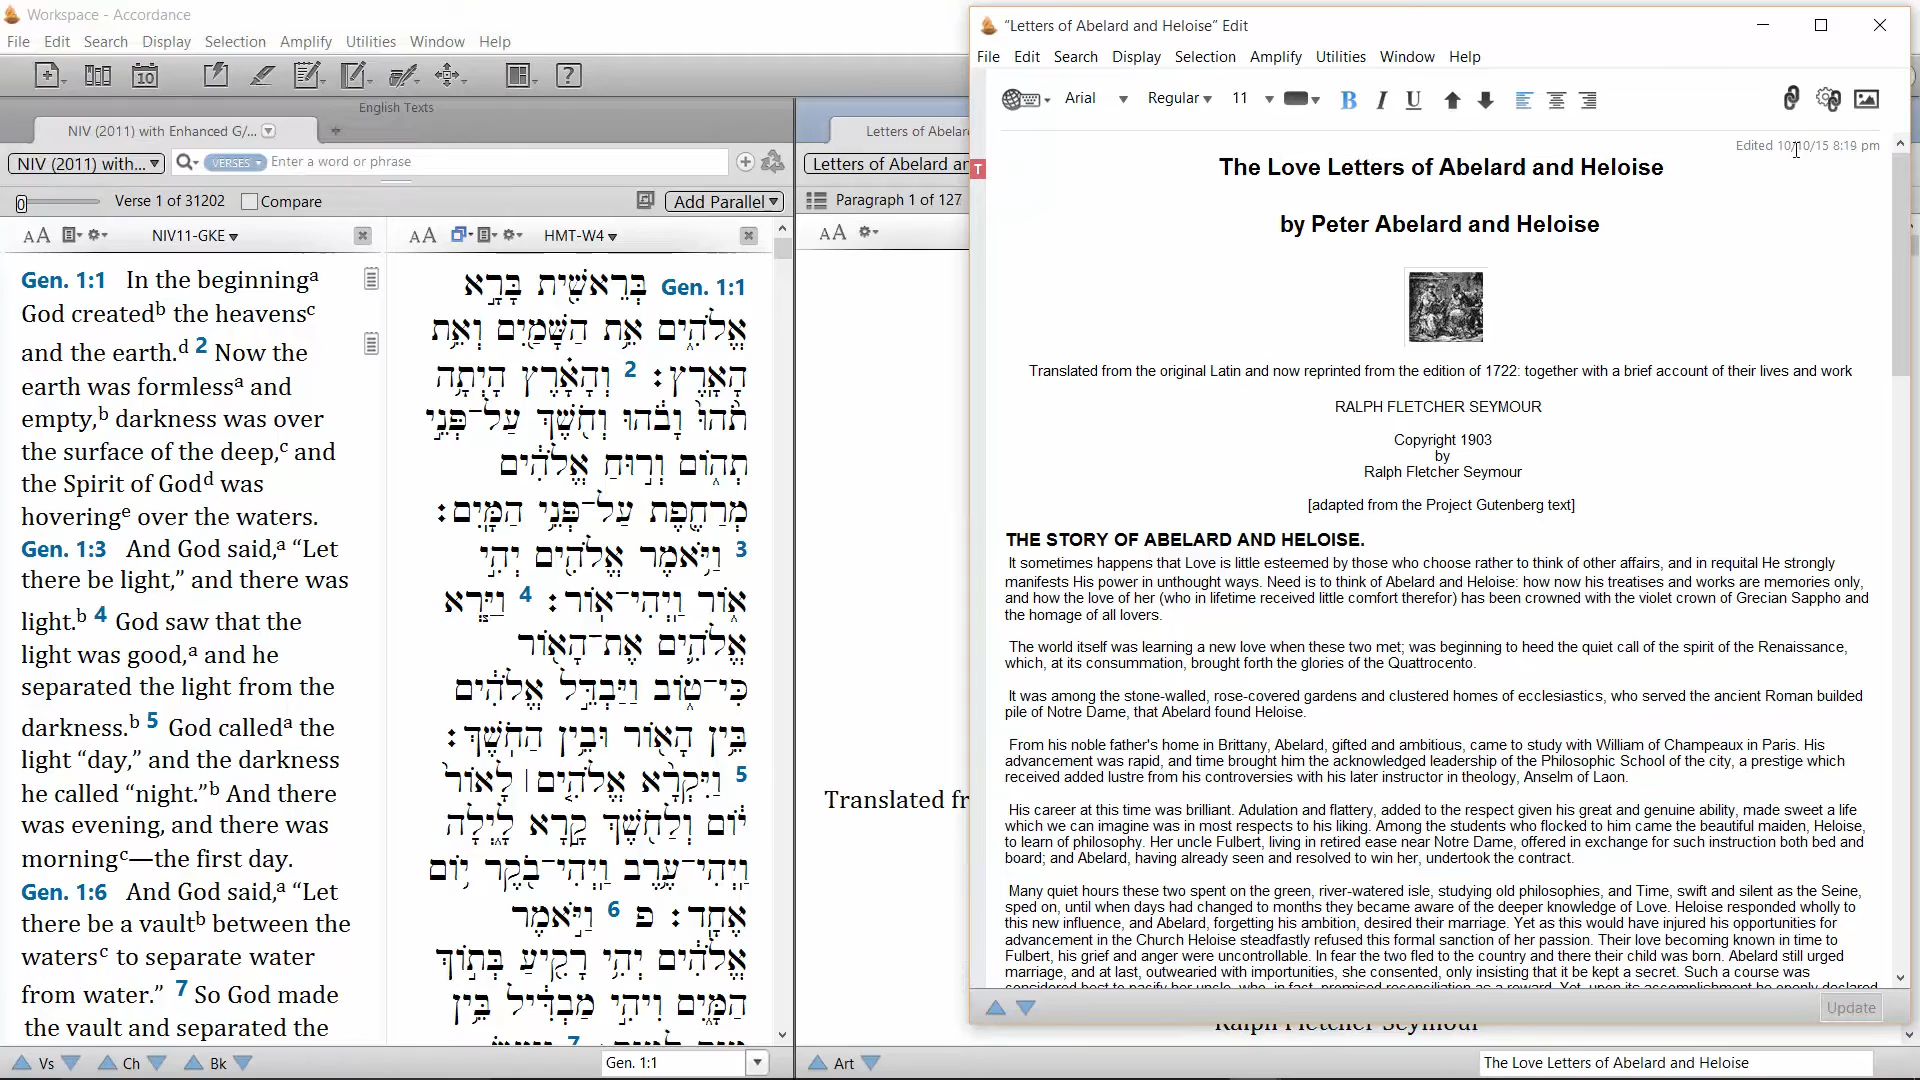 Workspace - Accordance
File Edit Search Display Selection Amplify Utilities Window Help
10
English Texts
NIV (2011) with Enhanced G/...
NIV (2011) with...
VERSES
Enter a word or phrase
0
Verse 1 of 31202
Compare
Add Parallel
AA
NIV11-GKE
Gen. 1:1 In the beginningᵃ
God createdᵇ the heavensᶜ
and the earth.ᵈ 2 Now the
earth was formlessᵃ and
empty,ᵇ darkness was over
the surface of the deep,ᶜ and
the Spirit of Godᵈ was
hoveringᵉ over the waters.
Gen. 1:3 And God said,ᵃ “Let
there be light,” and there was
light.ᵇ 4 God saw that the
light was good,ᵃ and he
separated the light from the
darkness.ᵇ 5 God calledᵃ the
light “day,” and the darkness
he called “night.”ᵇ And there
was evening, and there was
morningᶜ—the first day.
Gen. 1:6 And God said,ᵃ “Let
there be a vaultᵇ between the
watersᶜ to separate water
from water.” 7 So God made
the vault and separated the
AA
HMT-W4
Gen. 1:1 בְּרֵאשִׁ֖ית בָּרָ֣א
אֱלֹהִ֑ים אֵ֥ת הַשָּׁמַ֖יִם וְאֵ֥ת
הָאָֽרֶץ׃ 2 וְהָאָ֗רֶץ הָיְתָ֥ה
תֹ֙הוּ֙ וָבֹ֔הוּ וְחֹ֖שֶׁךְ עַל־פְּנֵ֣י
תְה֑וֹם וְר֣וּחַ אֱלֹהִ֔ים
מְרַחֶ֖פֶת עַל־פְּנֵ֥י הַמָּֽיִם׃
3 וַיֹּ֥אמֶר אֱלֹהִ֖ים יְהִ֣י
א֑וֹר וַֽיְהִי־אֽוֹר׃ 4 וַיַּ֧רְא
אֱלֹהִ֛ים אֶת־הָא֖וֹר
כִּי־ט֑וֹב וַיַּבְדֵּ֣ל אֱלֹהִ֔ים
בֵּ֥ין הָא֖וֹר וּבֵ֥ין הַחֹֽשֶׁךְ׃
5 וַיִּקְרָ֨א אֱלֹהִ֤ים׀ לָאוֹר֙
י֔וֹם וְלַחֹ֖שֶׁךְ קָ֣רָא לָ֑יְלָה
וַֽיְהִי־עֶ֥רֶב וַֽיְהִי־בֹ֖קֶר י֥וֹם
אֶחָֽד׃ פ 6 וַיֹּ֣אמֶר
אֱלֹהִ֔ים יְהִ֥י רָקִ֖יעַ בְּת֣וֹךְ
הַמָּ֑יִם וִיהִ֣י מַבְדִּ֔יל בֵּ֥ין
7
Vs Ch Bk
Gen. 1:1
Letters of Abelar
Letters of Abelard ar
Paragraph 1 of 127
AA
Translated fr
Ralph Fletcher Seymour
Art
The Love Letters of Abelard and Heloise
“Letters of Abelard and Heloise” Edit
File Edit Search Display Selection Amplify Utilities Window Help
Arial Regular 11 B I U
Edited 10/10/15 8:19 pm
T
The Love Letters of Abelard and Heloise
by Peter Abelard and Heloise
Translated from the original Latin and now reprinted from the edition of 1722: together with a brief account of their lives and work
RALPH FLETCHER SEYMOUR
Copyright 1903
by
Ralph Fletcher Seymour
[adapted from the Project Gutenberg text]
THE STORY OF ABELARD AND HELOISE.
It sometimes happens that Love is little esteemed by those who choose rather to think of other affairs, and in requital He strongly
manifests His power in unthought ways. Need is to think of Abelard and Heloise: how now his treatises and works are memories only,
and how the love of her (who in lifetime received little comfort therefor) has been crowned with the violet crown of Grecian Sappho and
the homage of all lovers.
The world itself was learning a new love when these two met; was beginning to heed the quiet call of the spirit of the Renaissance,
which, at its consummation, brought forth the glories of the Quattrocento.
It was among the stone-walled, rose-covered gardens and clustered homes of ecclesiastics, who served the ancient Roman builded
pile of Notre Dame, that Abelard found Heloise.
From his noble father's home in Brittany, Abelard, gifted and ambitious, came to study with William of Champeaux in Paris. His
advancement was rapid, and time brought him the acknowledged leadership of the Philosophic School of the city, a prestige which
received added lustre from his controversies with his later instructor in theology, Anselm of Laon.
His career at this time was brilliant. Adulation and flattery, added to the respect given his great and genuine ability, made sweet a life
which we can imagine was in most respects to his liking. Among the students who flocked to him came the beautiful maiden, Heloise,
to learn of philosophy. Her uncle Fulbert, living in retired ease near Notre Dame, offered in exchange for such instruction both bed and
board; and Abelard, having already seen and resolved to win her, undertook the contract.
Many quiet hours these two spent on the green, river-watered isle, studying old philosophies, and Time, swift and silent as the Seine,
sped on, until when days had changed to months they became aware of the deeper knowledge of Love. Heloise responded wholly to
this new influence, and Abelard, forgetting his ambition, desired their marriage. Yet as this would have injured his opportunities for
advancement in the Church Heloise steadfastly refused this formal sanction of her passion. Their love becoming known in time to
Fulbert, his grief and anger were uncontrollable. In fear the two fled to the country and there their child was born. Abelard still urged
marriage, and at last, outwearied with importunities, she consented, only insisting that it be kept a secret. Such a course was
considered best to pacify her uncle, who, in fact, promised reconciliation as a reward. Yet, upon its accomplishment he openly declared
Update